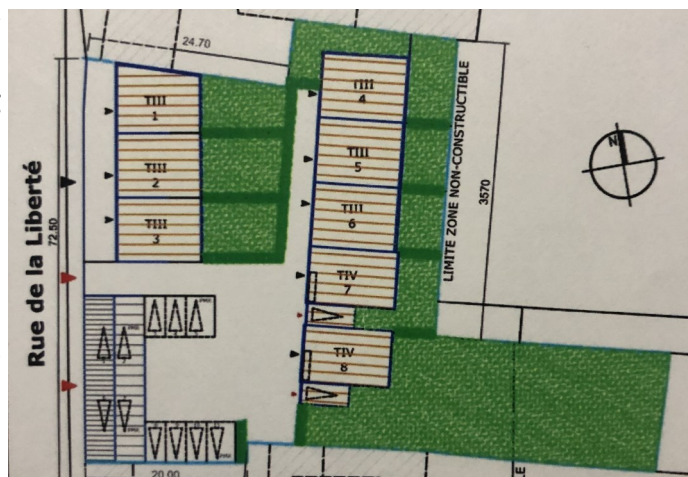 24.70
TIII
1
TIII
2
TIII
3
TIII
4
TIII
5
TIII
6
TIV
7
TIV
8
Rue de la Liberté
72.50
LIMITE ZONE NON-CONSTRUCTIBLE
3570
N
20.00